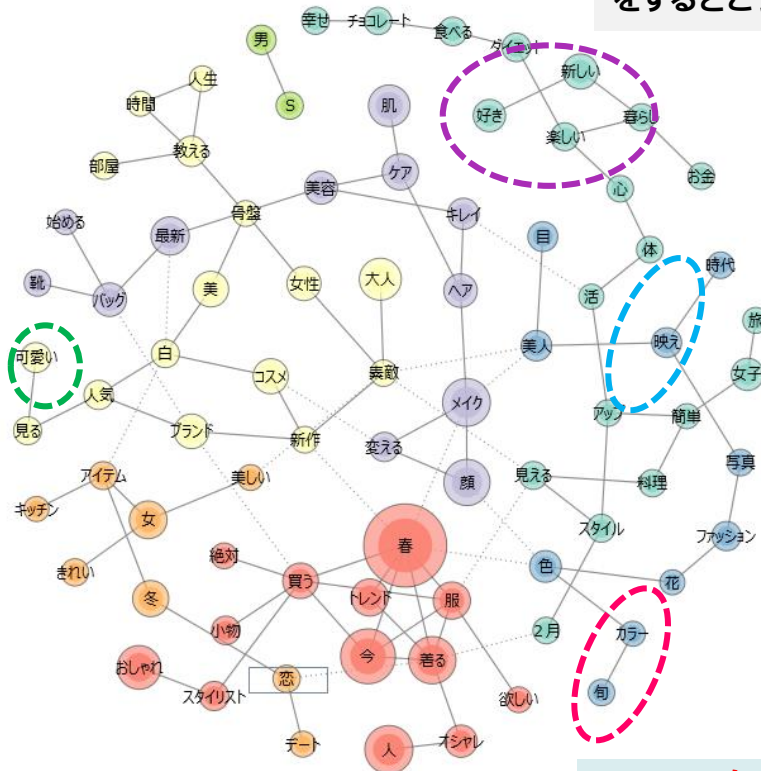 をするとこ
幸せ
チョコレート
食べる
ダイエット
男
新しい
人生
時間
S
肌
好き
暮らし
楽しい
教える
部屋
ケア
お金
美容
心
始める
最新
骨盤
キレイ
目
体
時代
靴
バッグ
美
女性
大人
ヘア
活
旅
可愛い
白
美人
映え
コスメ
素敵
女子
人気
メイク
アップ
簡単
見る
ブランド
新作
変える
写真
アイテム
美しい
顔
見える
料理
キッチン
女
スタイル
ファッション
絶対
春
きれい
買う
色
花
冬
トレンド
服
小物
2月
カラー
おしゃれ
今
着る
恋
旬
スタイリスト
欲しい
デート
人
オシャレ